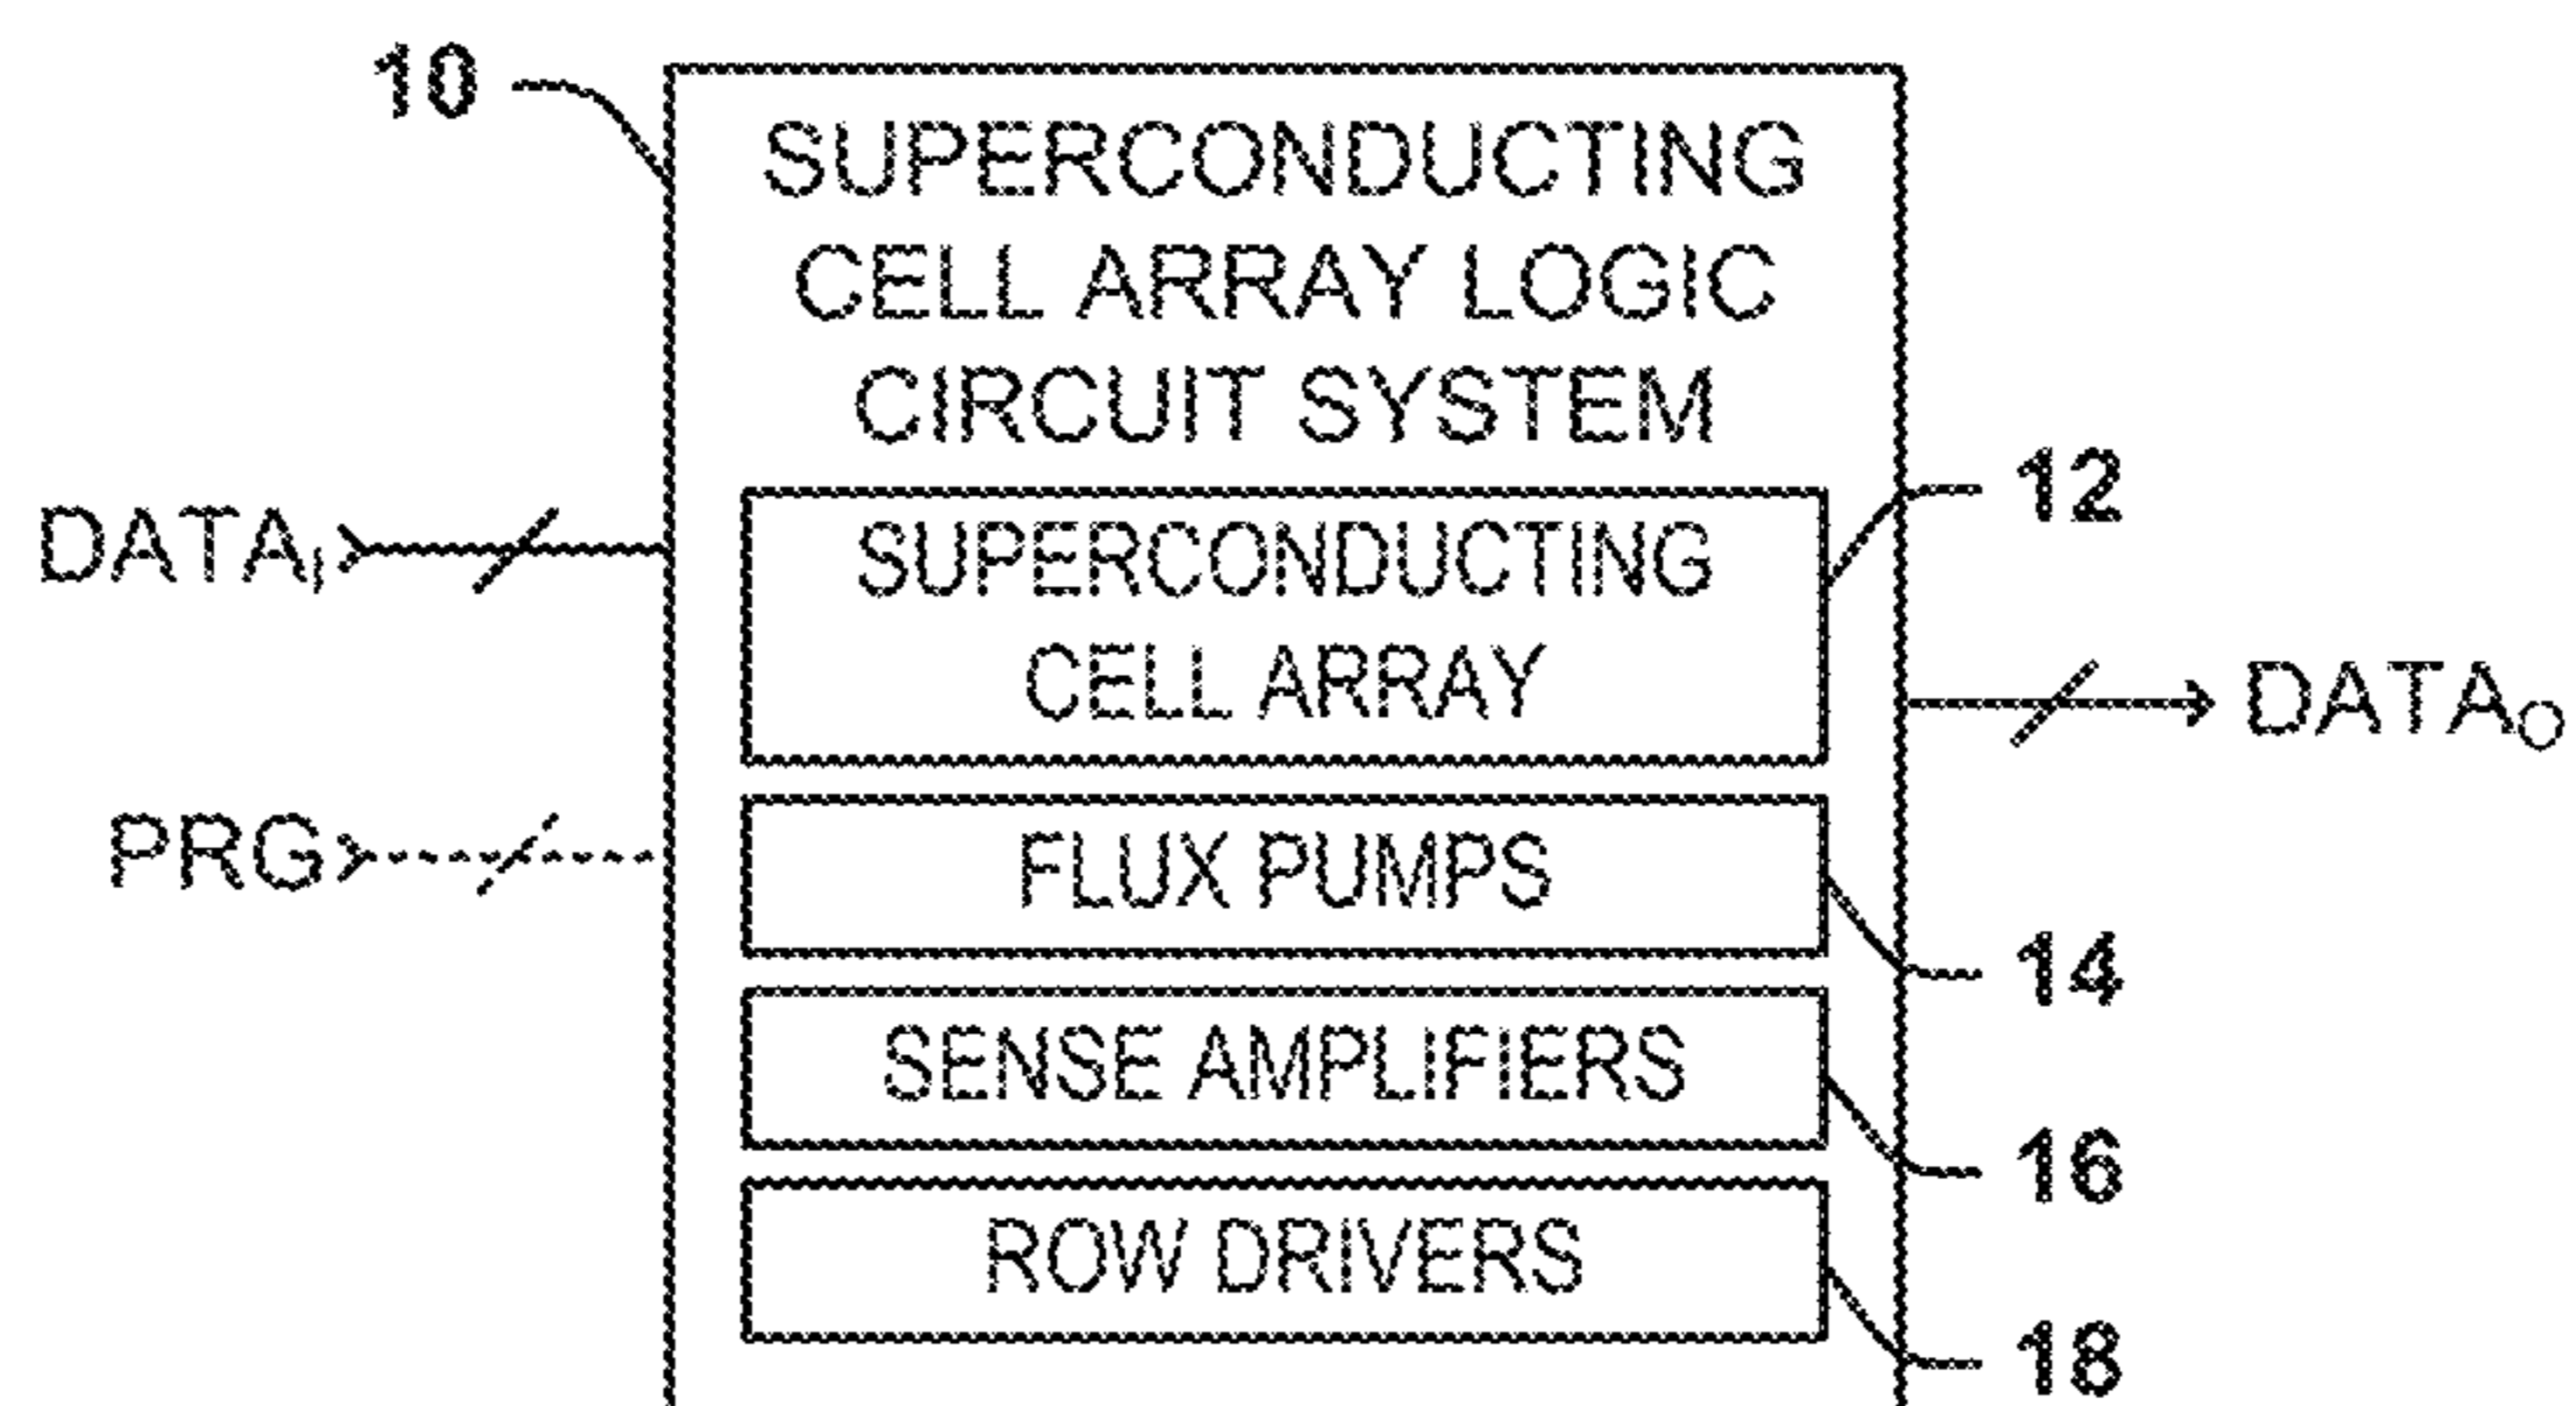 10
SUPERCONDUCTING
CELL ARRAY LOGIC
CIRCUIT SYSTEM
12
DATAI
SUPERCONDUCTING
CELL ARRAY
DATAO
PRG
FLUX PUMPS
14
SENSE AMPLIFIERS
16
ROW DRIVERS
18